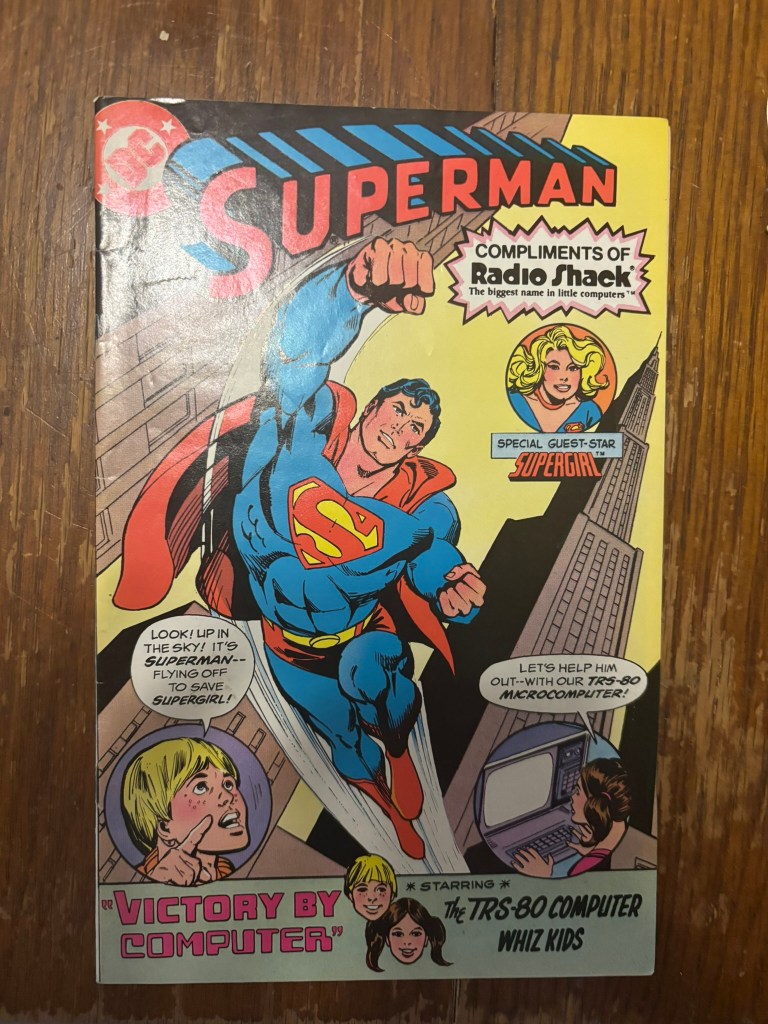 DC
SUPERMAN
COMPLIMENTS OF
Radio Shack®
The biggest name in little computers™
SPECIAL GUEST-STAR
SUPERGIRL™
S
LOOK! UP IN
THE SKY! IT'S
SUPERMAN--
FLYING OFF
TO SAVE
SUPERGIRL!
LET'S HELP HIM
OUT--WITH OUR TRS-80
MICROCOMPUTER!
"VICTORY BY
COMPUTER"
* STARRING *
The TRS-80 COMPUTER
WHIZ KIDS